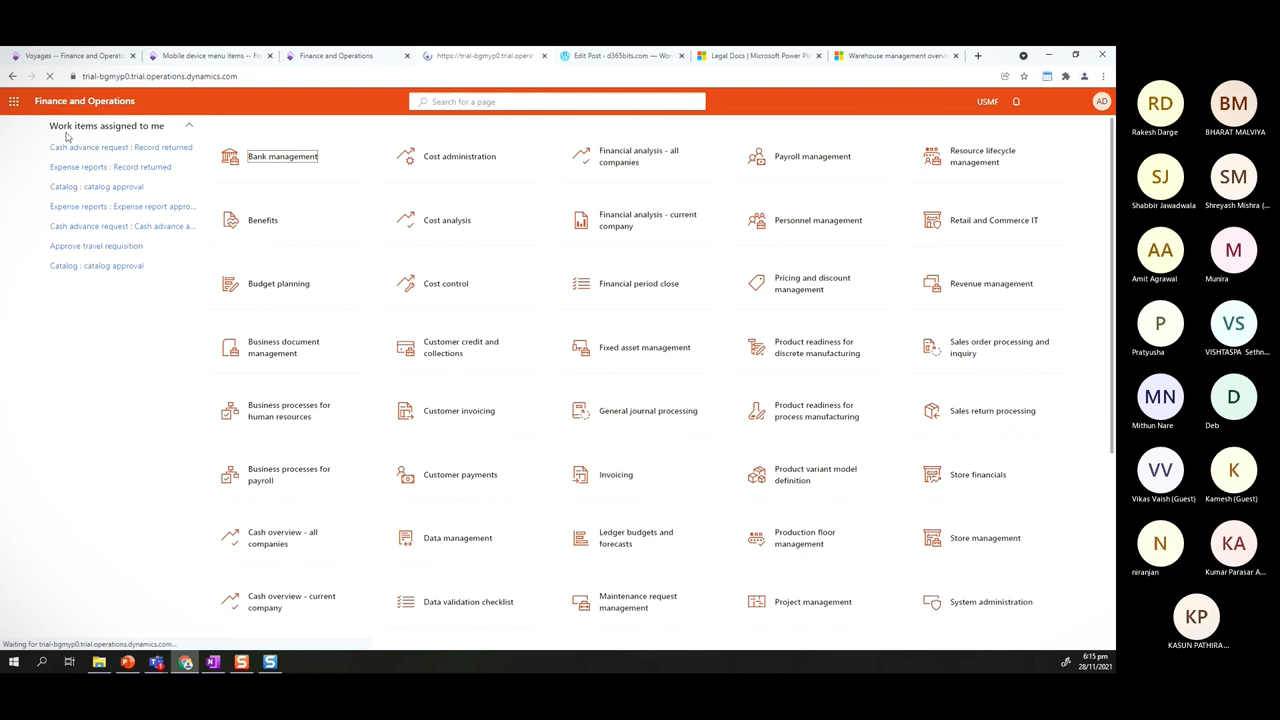 Voyages -- Finance and Operatio
Mobile device menu items -- Fin
Finance and Operations
https://trial-bgmyp0.trial.opera
Edit Post ‹ d365bits.com — Wor
Legal Docs | Microsoft Power Pl
Warehouse management overv
trial-bgmyp0.trial.operations.dynamics.com
Finance and Operations
Search for a page
USMF
AD
Work items assigned to me
Cash advance request : Record returned
Expense reports : Record returned
Catalog : catalog approval
Expense reports : Expense report appro...
Cash advance request : Cash advance a...
Approve travel requisition
Catalog : catalog approval
Bank management
Cost administration
Financial analysis - all
companies
Payroll management
Resource lifecycle
management
Benefits
Cost analysis
Financial analysis - current
company
Personnel management
Retail and Commerce IT
Budget planning
Cost control
Financial period close
Pricing and discount
management
Revenue management
Business document
management
Customer credit and
collections
Fixed asset management
Product readiness for
discrete manufacturing
Sales order processing and
inquiry
Business processes for
human resources
Customer invoicing
General journal processing
Product readiness for
process manufacturing
Sales return processing
Business processes for
payroll
Customer payments
Invoicing
Product variant model
definition
Store financials
Cash overview - all
companies
Data management
Ledger budgets and
forecasts
Production floor
management
Store management
Cash overview - current
company
Data validation checklist
Maintenance request
management
Project management
System administration
Waiting for trial-bgmyp0.trial.operations.dynamics.com...
6:15 pm
28/11/2021
RD
Rakesh Darge
BM
BHARAT MALVIYA
SJ
Shabbir Jawadwala
SM
Shreyash Mishra (...
AA
Amit Agrawal
M
Munira
P
Pratyusha
VS
VISHTASPA Sethn...
MN
Mithun Nare
D
Deb
VV
Vikas Vaish (Guest)
K
Kamesh (Guest)
N
niranjan
KA
Kumar Parasar A...
KP
KASUN PATHIRA...